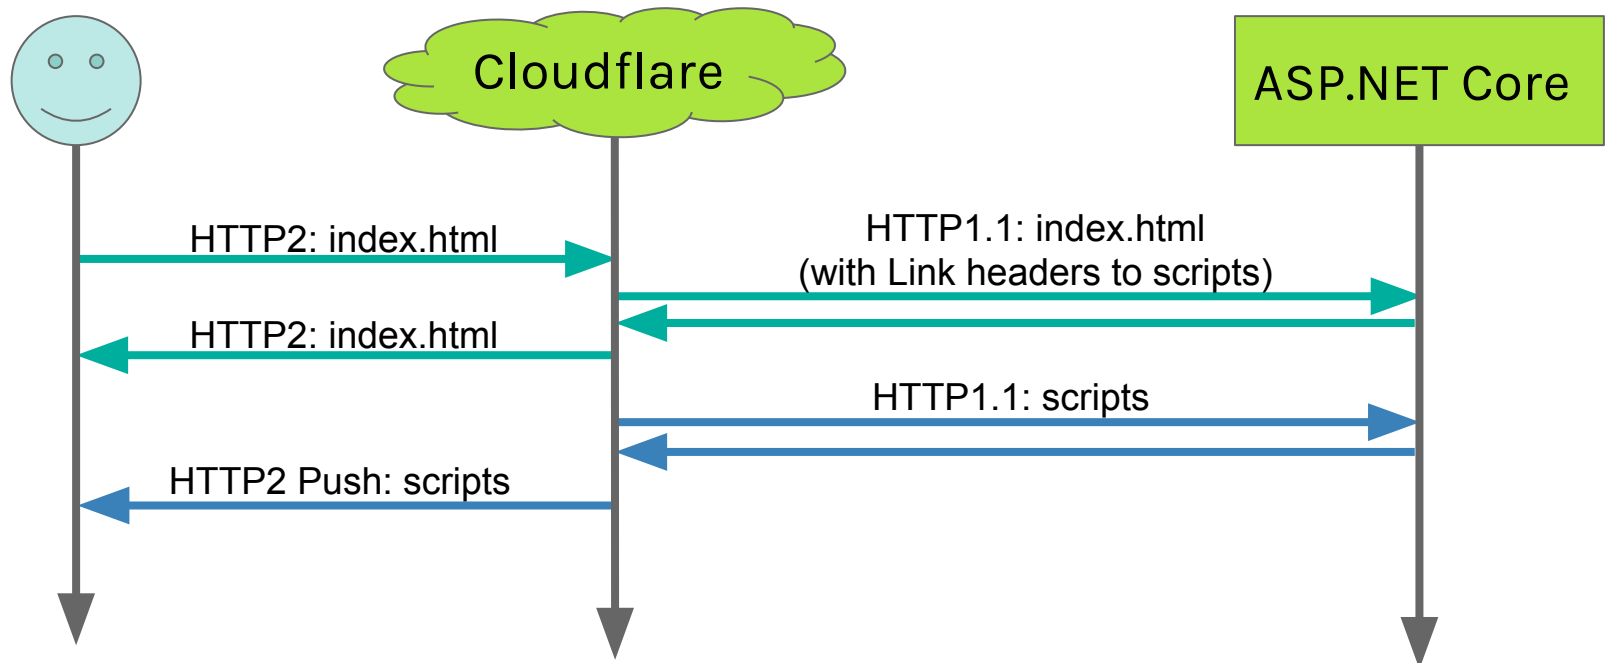 Cloudflare
ASP.NET Core
HTTP2: index.html
HTTP1.1: index.html
(with Link headers to scripts)
HTTP2: index.html
HTTP1.1: scripts
HTTP2 Push: scripts